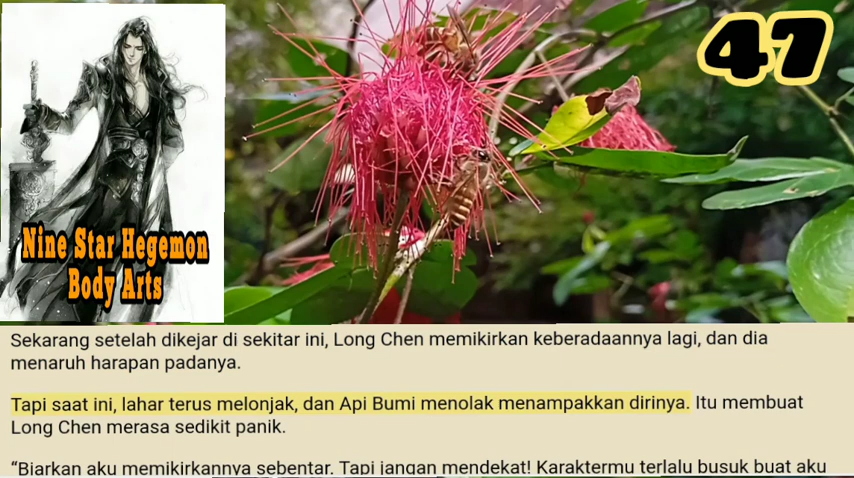 47
Nine Star Hegemon
Body Arts
Sekarang setelah dikejar di sekitar ini, Long Chen memikirkan keberadaannya lagi, dan dia
menaruh harapan padanya.
Tapi saat ini, lahar terus melonjak, dan Api Bumi menolak menampakkan dirinya. Itu membuat
Long Chen merasa sedikit panik.
“Biarkan aku memikirkannya sebentar. Tapi jangan mendekat! Karaktermu terlalu busuk buat aku